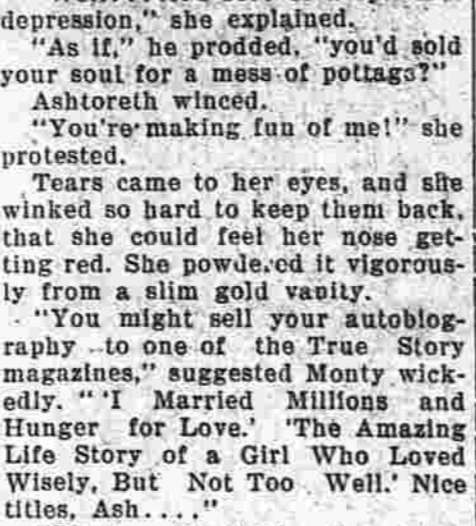 depression," she explained.
"As if," he prodded, "you'd sold
your soul for a mess of pottage?"
Ashtoreth winced.
"You're making fun of me!" she
protested.
Tears came to her eyes, and she
winked so hard to keep them back,
that she could feel her nose get-
ting red. She powdered it vigorous-
ly from a slim gold vanity.
"You might sell your autobiog-
raphy to one of the True Story
magazines," suggested Monty wick-
edly. "'I Married Millions and
Hunger for Love.' 'The Amazing
Life Story of a Girl Who Loved
Wisely, But Not Too Well.' Nice
titles, Ash...."